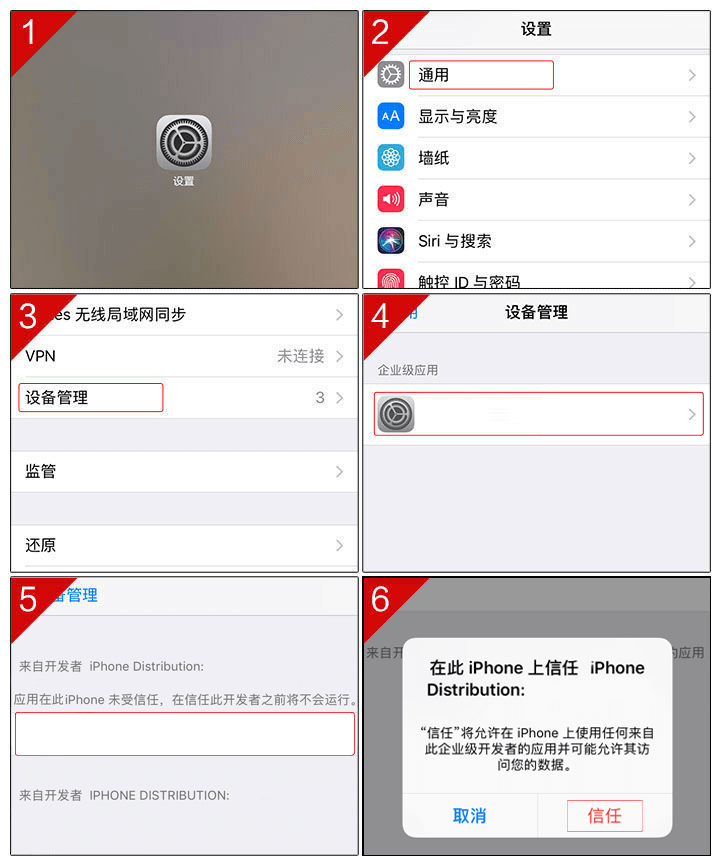 1
设置
2
设置
通用
显示与亮度
墙纸
声音
Siri 与搜索
触控 ID 与密码
3
es 无线局域网同步
VPN
未连接
设备管理
3
监管
还原
4
用
设备管理
企业级应用
5
备管理
来自开发者 iPhone Distribution:
应用在此iPhone 未受信任，在信任此开发者之前将不会运行。
来自开发者 IPHONE DISTRIBUTION:
6
来自开
的应用
在此 iPhone 上信任 iPhone
Distribution:
“信任”将允许在 iPhone 上使用任何来自
此企业级开发者的应用并可能允许其访
问您的数据。
取消
信任